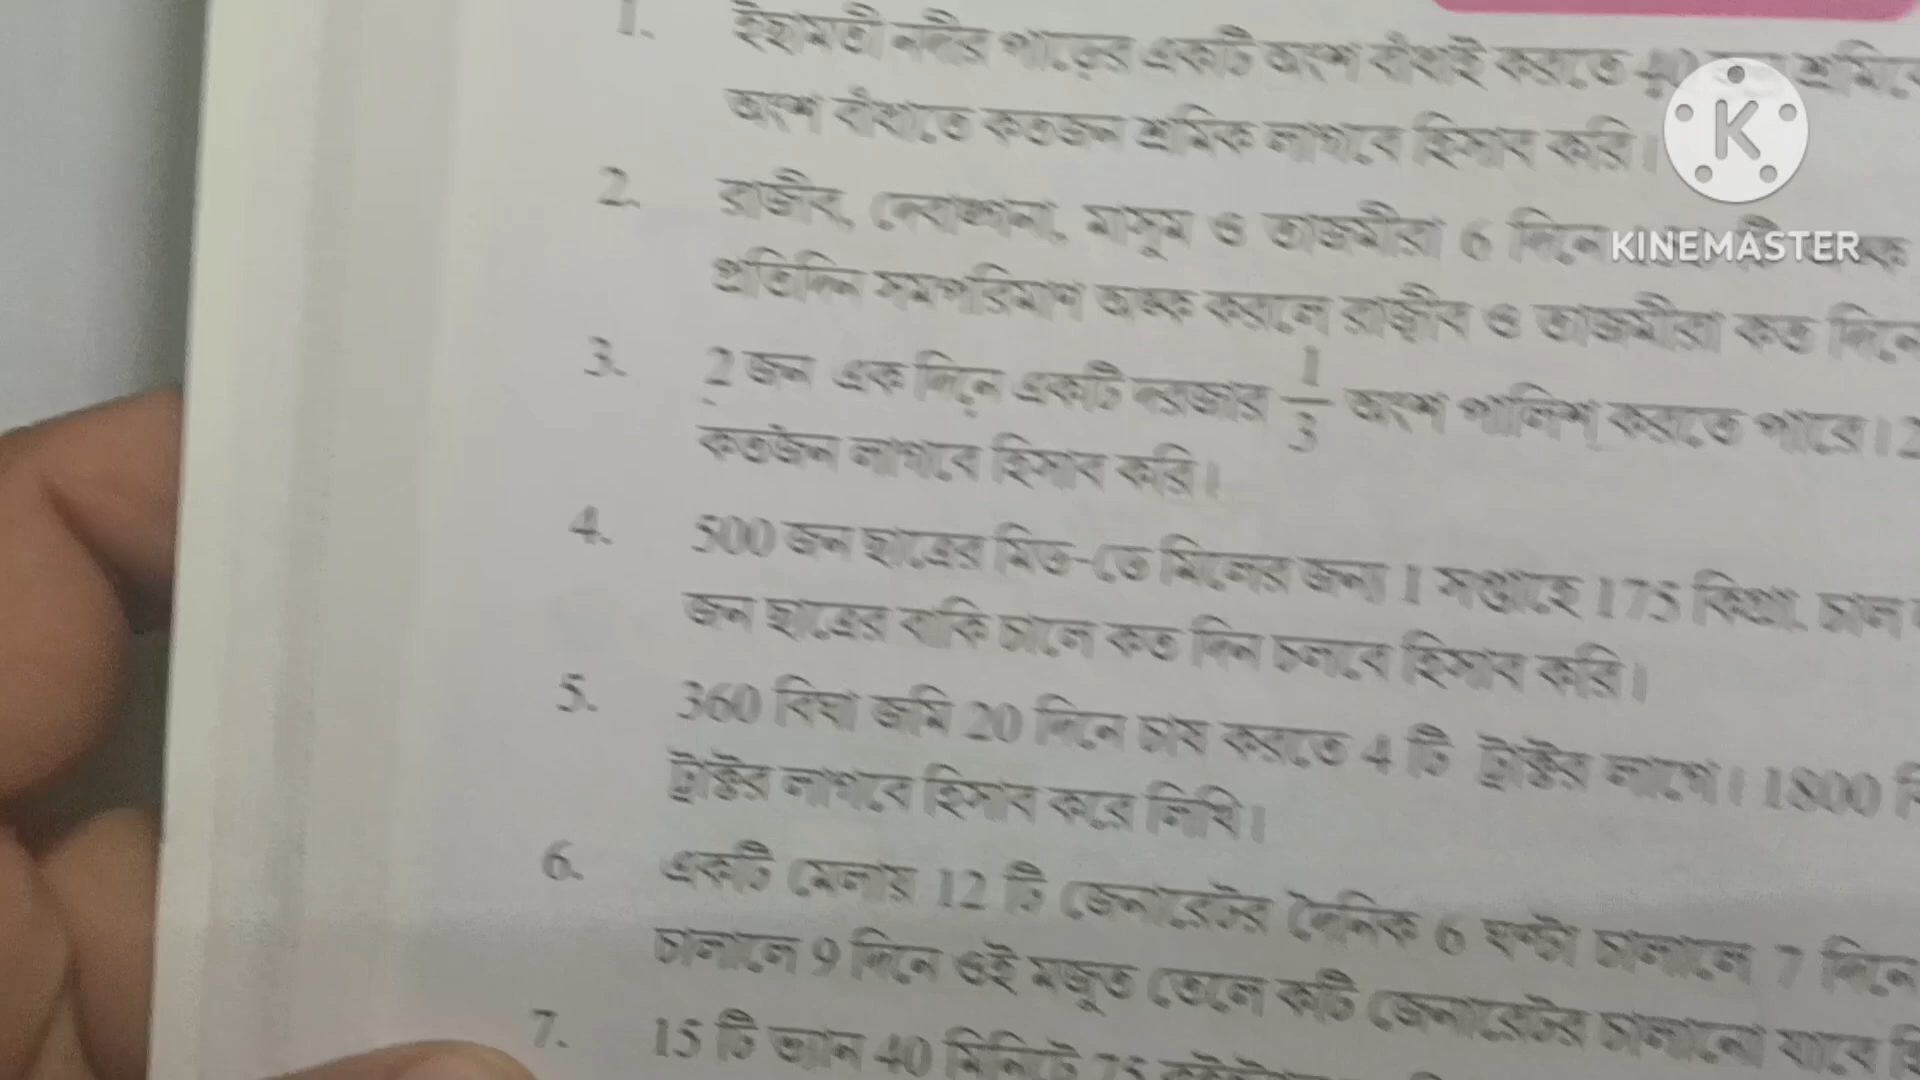 1. ইছামতী নদীর পাড়ের একটি অংশ বাঁধাই করতে 40 জন
অংশ বাঁধাতে কতজন শ্রমিক লাগবে হিসাব করি।
2. রাজীব, রেবানা, মাসুম ও তাজমীরা 6 দিনে
প্রতিদিন সমপরিমাণ অঙ্ক করলে রাজীব ও তাজমীরা কত দিনে
3. 2 জন এক দিনে একটি দরজার 1/3 অংশ পালিশ করতে পারে। 2
কতজন লাগবে হিসাব করি।
4. 500 জন ছাত্রের মিড-ডে মিলের জন্য 1 সপ্তাহে 175 কিগ্রা. চাল
জন ছাত্রের বাকি চালে কত দিন চলবে হিসাব করি।
5. 360 বিঘা জমি 20 দিনে চাষ করতে 4 টি ট্রাক্টর লাগে। 1800
ট্রাক্টর লাগবে হিসাব করে লিখি।
6. একটি মেলায় 12 টি জেনারেটর দৈনিক 6 ঘণ্টা চালালে 7 দিনে
চালালে 9 দিনে ওই মজুত তেলে কটি জেনারেটর চালানো যাবে
7. 15 টি ভ্যান 40 মিনিটে 75
K
KINEMASTER